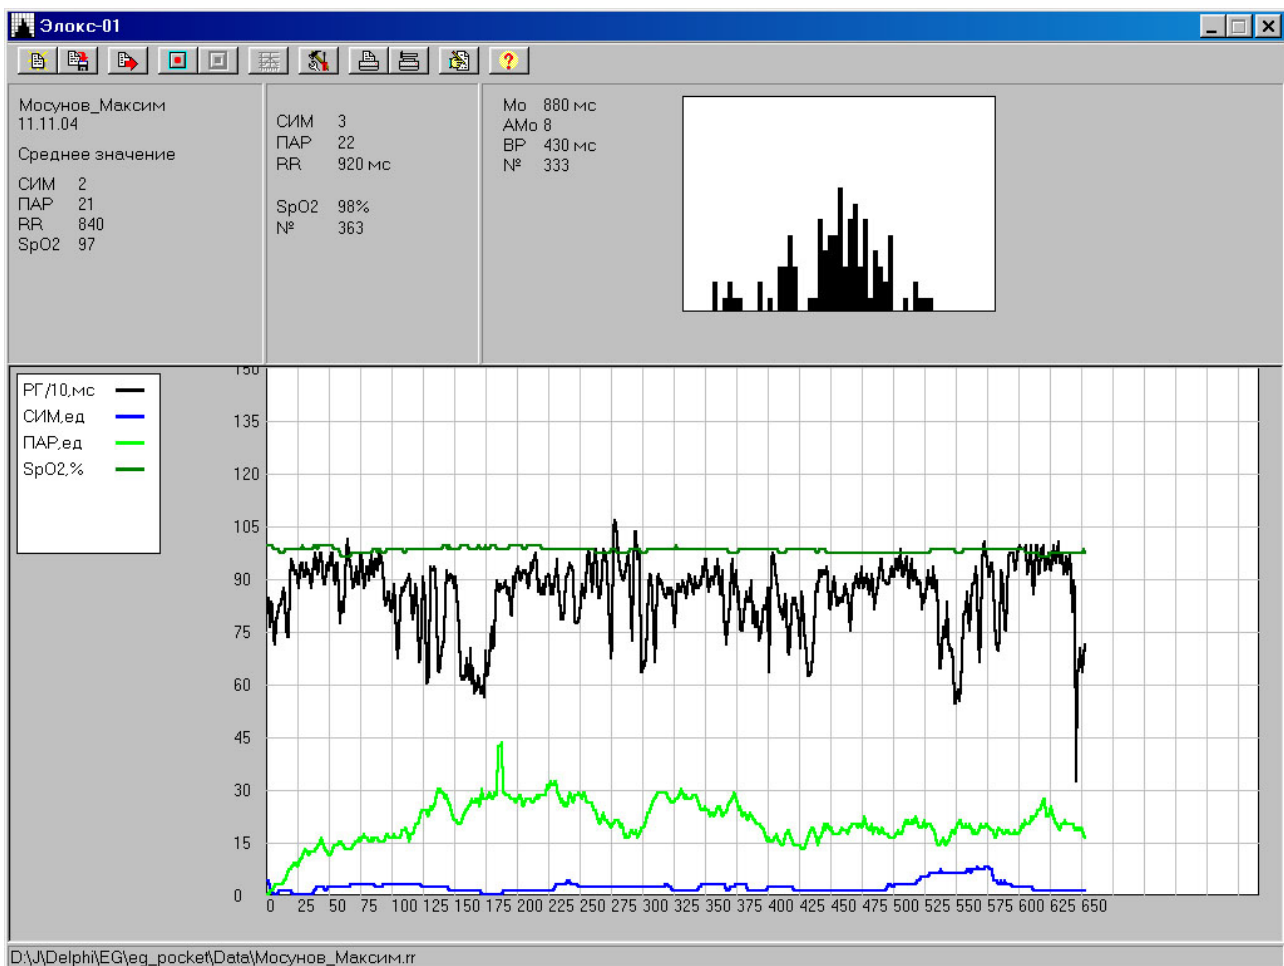 Элокс-01
Мосунов_Максим
11.11.04
Среднее значение
СИМ 2
ПАР 21
RR 840
SpO2 97
СИМ 3
ПАР 22
RR 920 мс
SpO2 98%
№ 363
Mo 880 мс
AMo 8
ВР 430 мс
№ 333
РГ/10,мс
СИМ,ед
ПАР,ед
SpO2,%
150
135
120
105
90
75
60
45
30
15
0
0 25 50 75 100 125 150 175 200 225 250 275 300 325 350 375 400 425 450 475 500 525 550 575 600 625 650
D:\J\Delphi\EG\eg_pocket\Data\Мосунов_Максим.rr